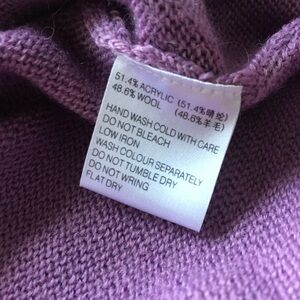 51.4% ACRYLIC (51.4%晴纶)
48.6% WOOL (48.6%羊毛)
HAND WASH COLD WITH CARE
DO NOT BLEACH
LOW IRON
WASH COLOUR SEPARATELY
DO NOT TUMBLE DRY
DO NOT WRING
FLAT DRY